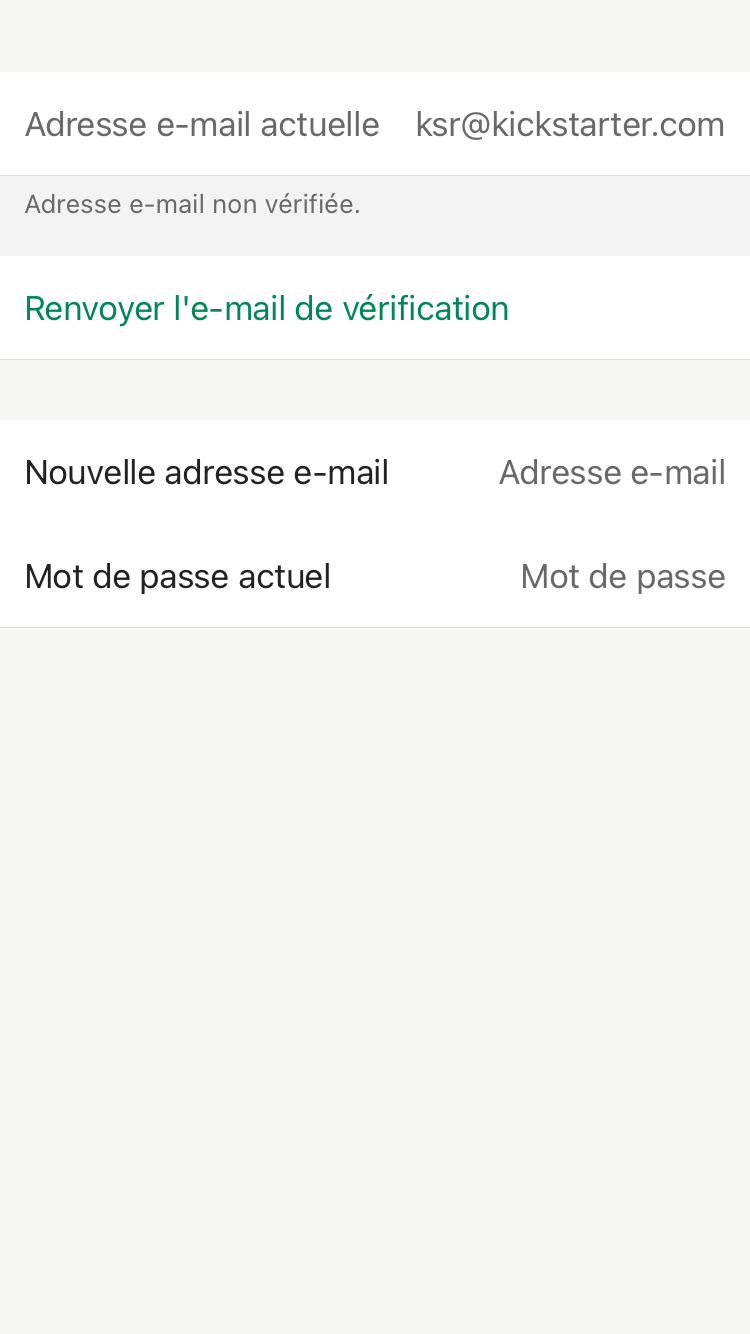 Adresse e-mail actuelle ksr@kickstarter.com
Adresse e-mail non vérifiée.
Renvoyer l'e-mail de vérification
Nouvelle adresse e-mail Adresse e-mail
Mot de passe actuel Mot de passe